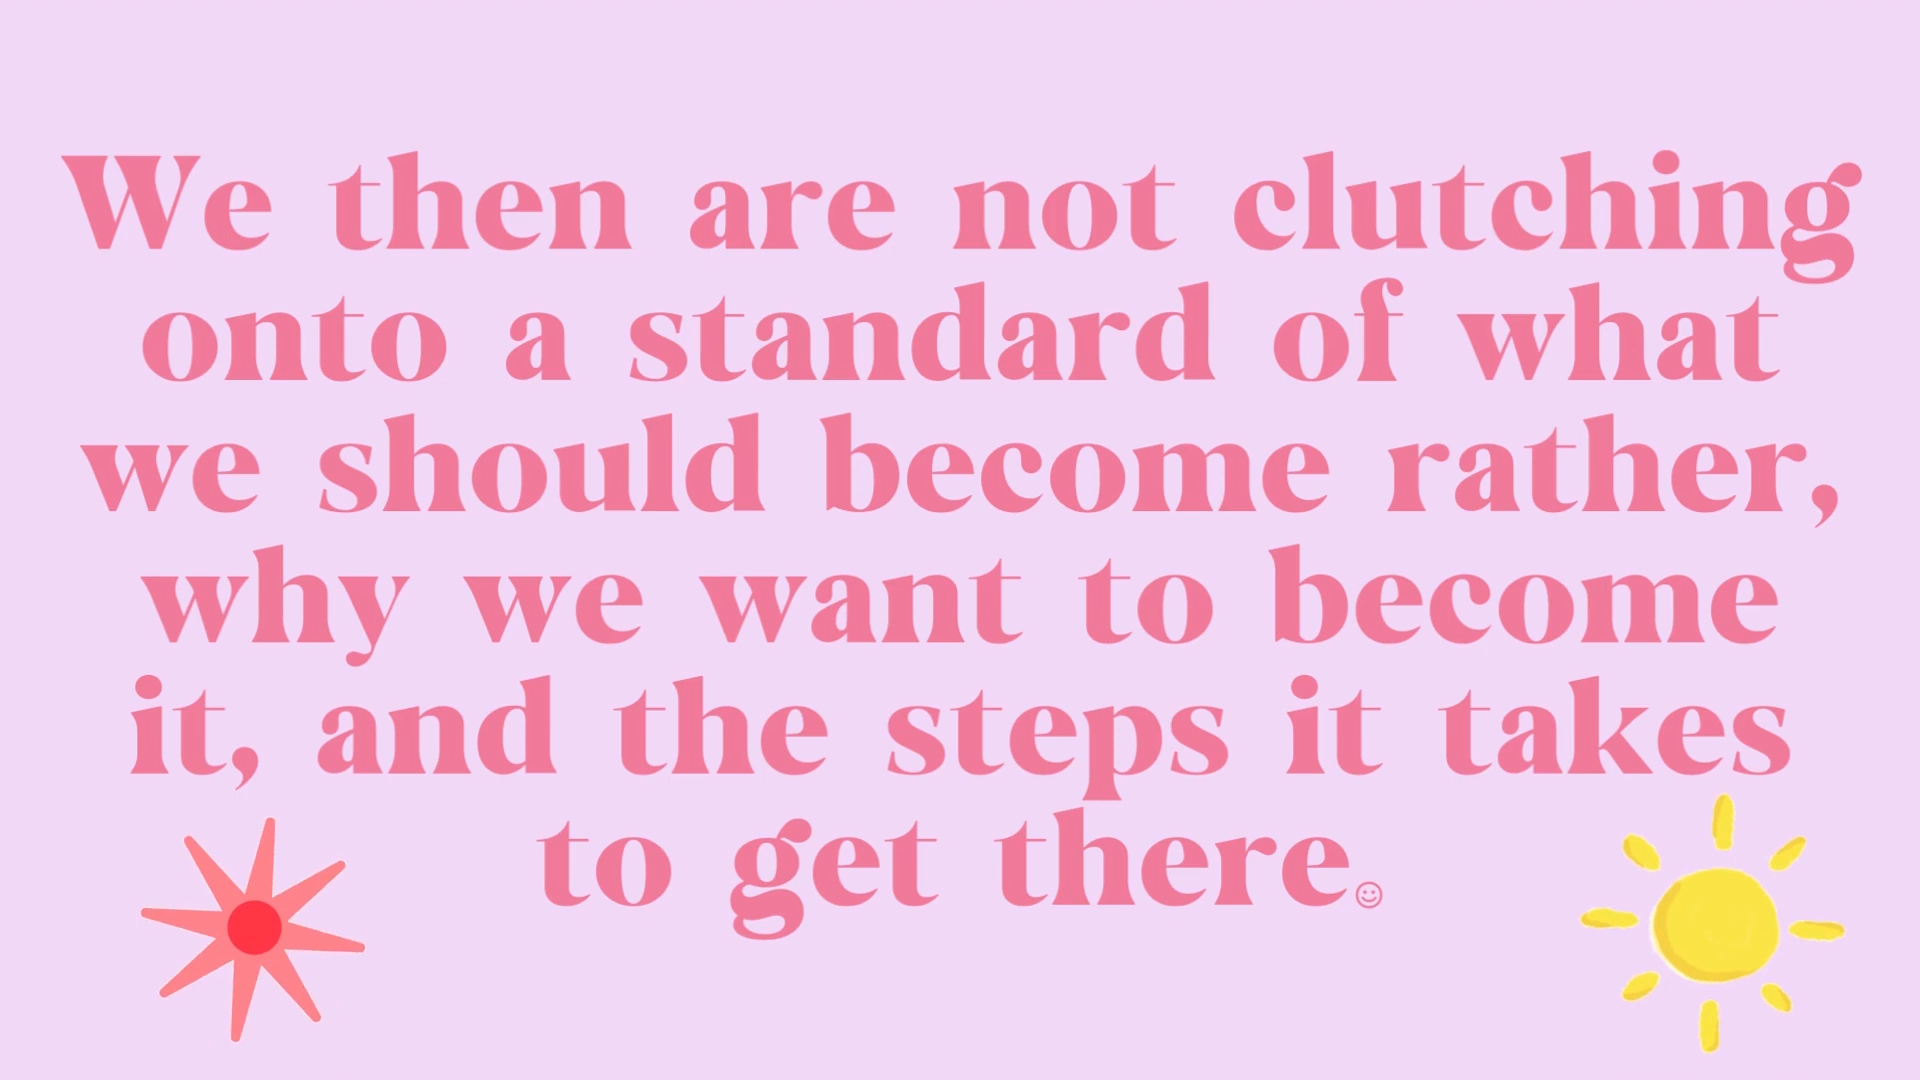 We then are not clutching
onto a standard of what
we should become rather,
why we want to become
it, and the steps it takes
to get there.